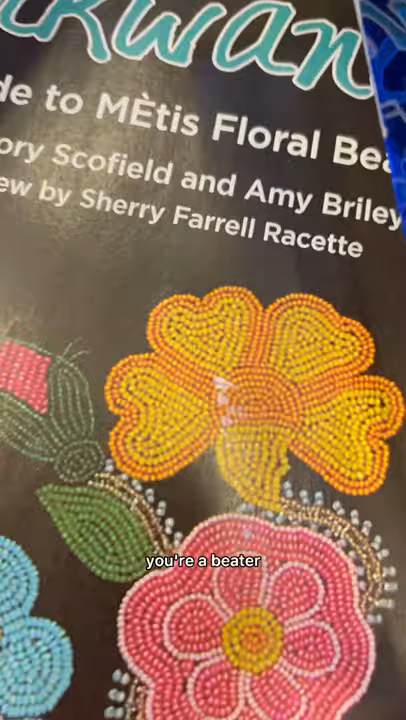 kwan
de to MÈtis Floral Bea
ory Scofield and Amy Briley
ew by Sherry Farrell Racette
you're a beater